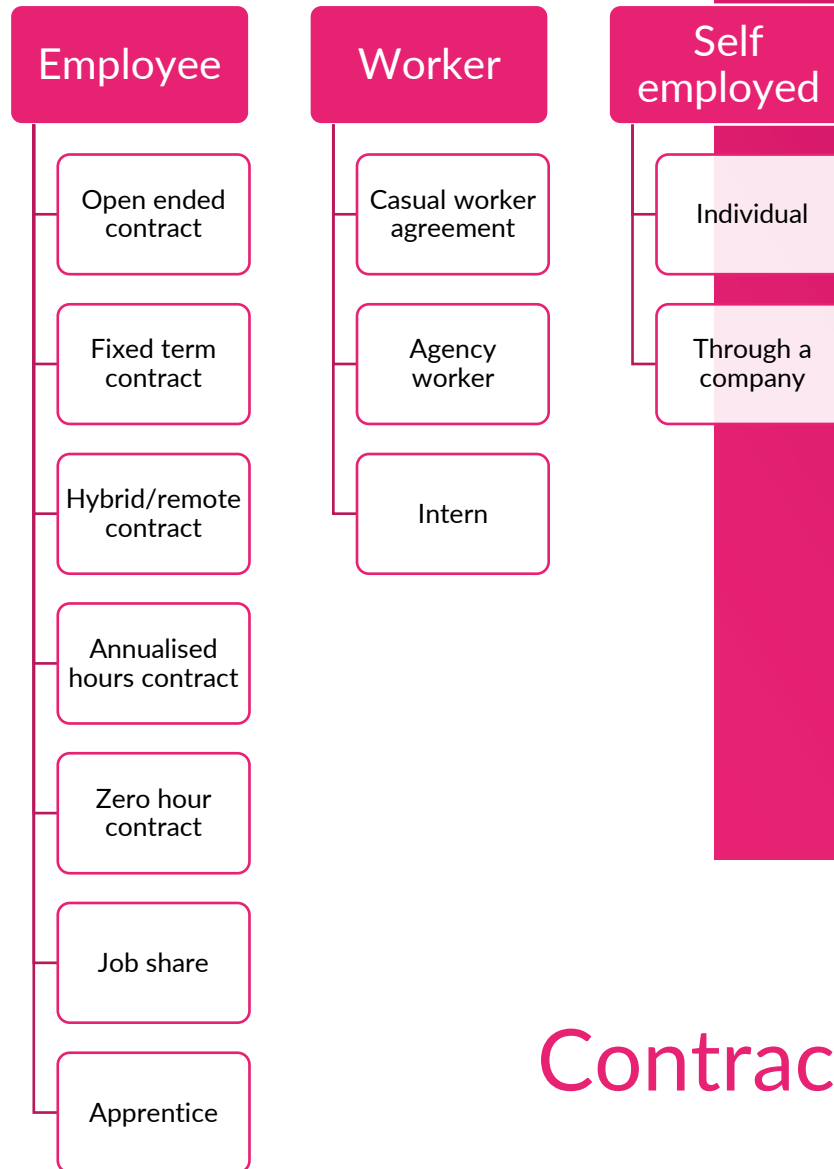 Employee
Open ended
contract
Fixed term
contract
Hybrid/remote
contract
Annualised
hours contract
Zero hour
contract
Job share
Apprentice
Worker
Casual worker
agreement
Agency
worker
Intern
Self
employed
Individual
Through a
company
Contrac